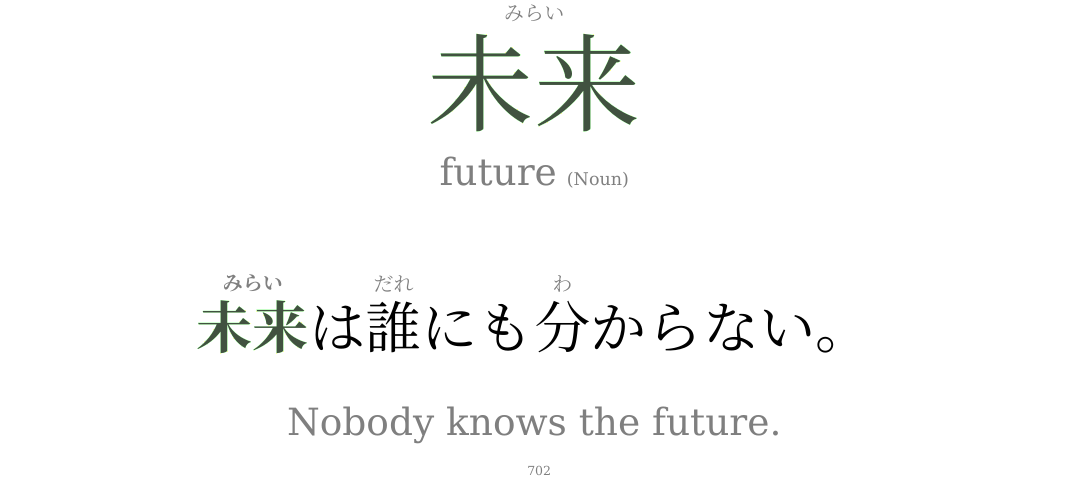 みらい
未来
future (Noun)
みらい だれ わ
未来は誰にも分からない。
Nobody knows the future.
702